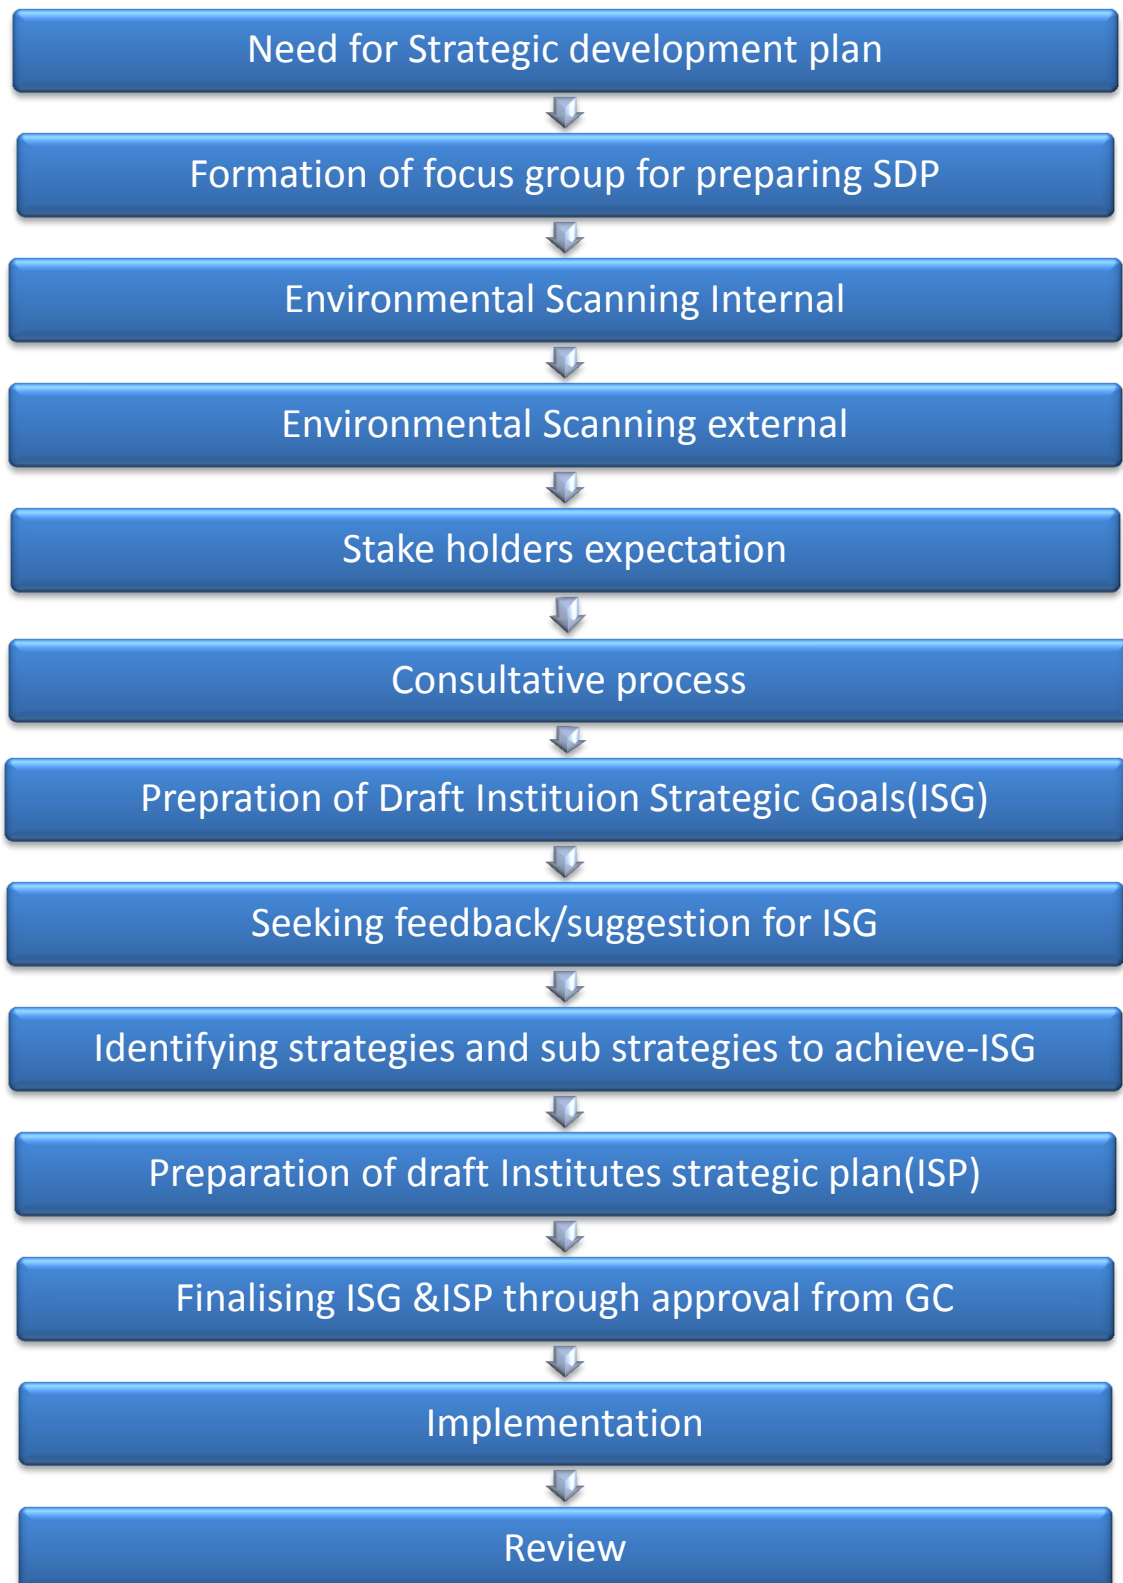 Need for Strategic development plan
Formation of focus group for preparing SDP
Environmental Scanning Internal
Environmental Scanning external
Stake holders expectation
Consultative process
Prepration of Draft Instituion Strategic Goals(ISG)
Seeking feedback/suggestion for ISG
Identifying strategies and sub strategies to achieve-ISG
Preparation of draft Institutes strategic plan(ISP)
Finalising ISG &ISP through approval from GC
Implementation
Review